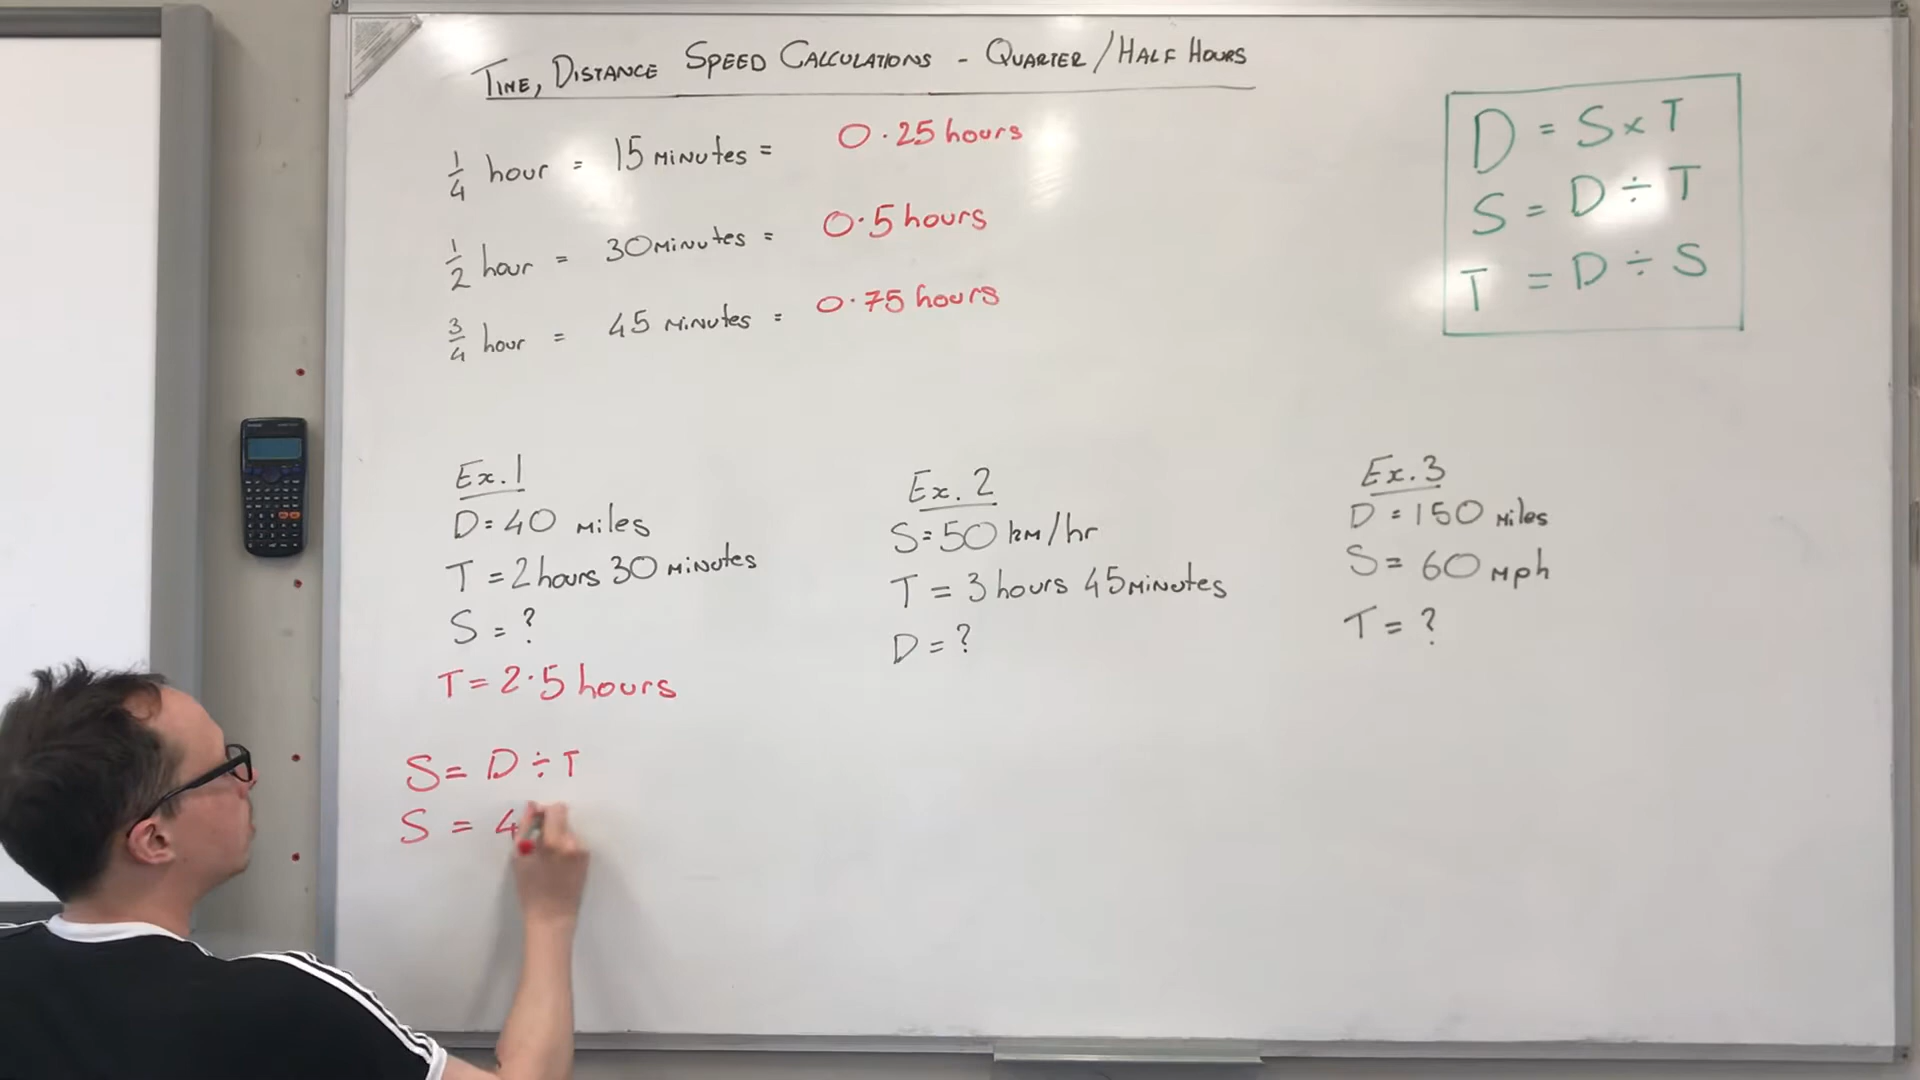 TIME, DISTANCE SPEED CALCULATIONS - QUARTER/HALF HOURS
1/4 hour = 15 MINUTES = 0.25 hours
1/2 hour = 30 MINUTES = 0.5 hours
3/4 hour = 45 MINUTES = 0.75 hours
D = S x T
S = D ÷ T
T = D ÷ S
Ex. 1
D = 40 MILES
T = 2 hours 30 MINUTES
S = ?
T = 2.5 hours
S = D ÷ T
S = 4
Ex. 2
S = 50 km/hr
T = 3 hours 45 MINUTES
D = ?
Ex. 3
D = 150 MILES
S = 60 mph
T = ?